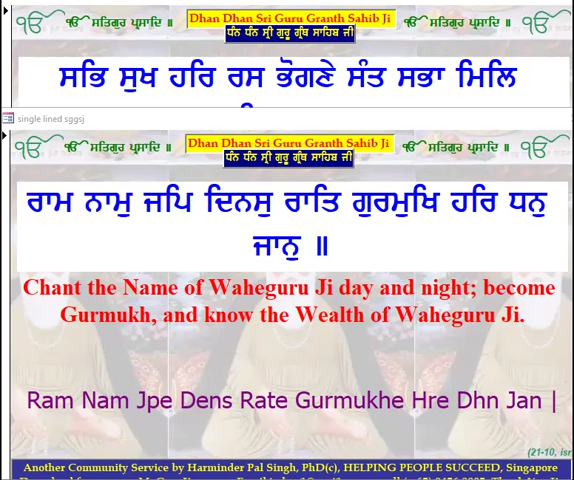 ੴ ੴ ਸਤਿਗੁਰ ਪ੍ਰਸਾਦਿ ॥ Dhan Dhan Sri Guru Granth Sahib Ji ੴ ਸਤਿਗੁਰ ਪ੍ਰਸਾਦਿ ॥ ੴ
ਧੰਨ ਧੰਨ ਸ੍ਰੀ ਗੁਰੂ ਗ੍ਰੰਥ ਸਾਹਿਬ ਜੀ
ਸਭਿ ਸੁਖ ਹਰਿ ਰਸ ਭੋਗਣੇ ਸੰਤ ਸਭਾ ਮਿਲਿ
single lined sggsj
ੴ ੴ ਸਤਿਗੁਰ ਪ੍ਰਸਾਦਿ ॥ Dhan Dhan Sri Guru Granth Sahib Ji ੴ ਸਤਿਗੁਰ ਪ੍ਰਸਾਦਿ ॥ ੴ
ਧੰਨ ਧੰਨ ਸ੍ਰੀ ਗੁਰੂ ਗ੍ਰੰਥ ਸਾਹਿਬ ਜੀ
ਰਾਮ ਨਾਮੁ ਜਪਿ ਦਿਨਸੁ ਰਾਤਿ ਗੁਰਮੁਖਿ ਹਰਿ ਧਨੁ
ਜਾਨੁ ॥
Chant the Name of Waheguru Ji day and night; become
Gurmukh, and know the Wealth of Waheguru Ji.
Ram Nam Jpe Dens Rate Gurmukhe Hre Dhn Jan |
(21-10, isr
Another Community Service by Harminder Pal Singh, PhD(c), HELPING PEOPLE SUCCEED, Singapore